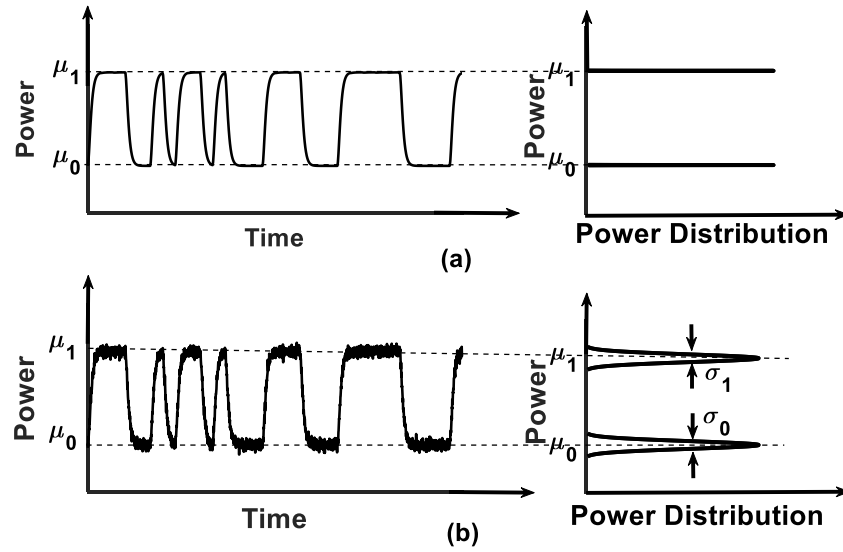 Power
μ1
μ0
Time
Power
μ1
μ0
Power Distribution
(a)
Power
μ1
μ0
Time
Power
μ1
μ0
σ1
σ0
Power Distribution
(b)